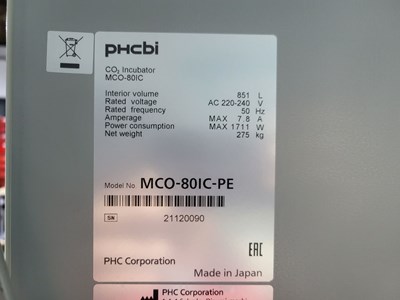 PHCbi
CO₂ Incubator
MCO-80IC
Interior volume 851 L
Rated voltage AC 220-240 V
Rated frequency 50 Hz
Amperage MAX 7.8 A
Power consumption MAX 1711 W
Net weight 275 kg
Model No. MCO-80IC-PE
SN 21120090
EAC
PHC Corporation
Made in Japan
PHC Corporation